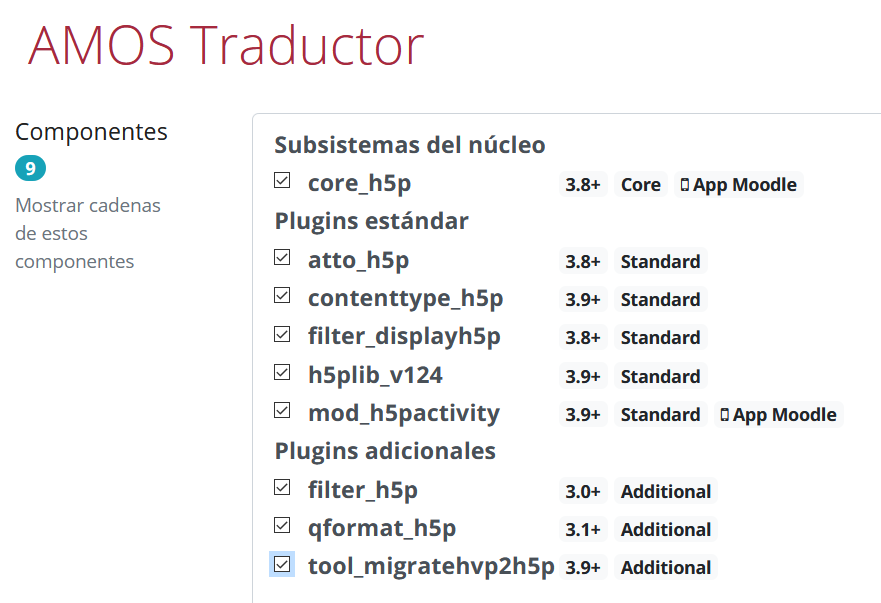 AMOS Traductor
Componentes
9
Mostrar cadenas
de estos
componentes
Subsistemas del núcleo
core_h5p 3.8+ Core App Moodle
Plugins estándar
atto_h5p 3.8+ Standard
contenttype_h5p 3.9+ Standard
filter_displayh5p 3.8+ Standard
h5plib_v124 3.9+ Standard
mod_h5pactivity 3.9+ Standard App Moodle
Plugins adicionales
filter_h5p 3.0+ Additional
qformat_h5p 3.1+ Additional
tool_migratehvp2h5p 3.9+ Additional